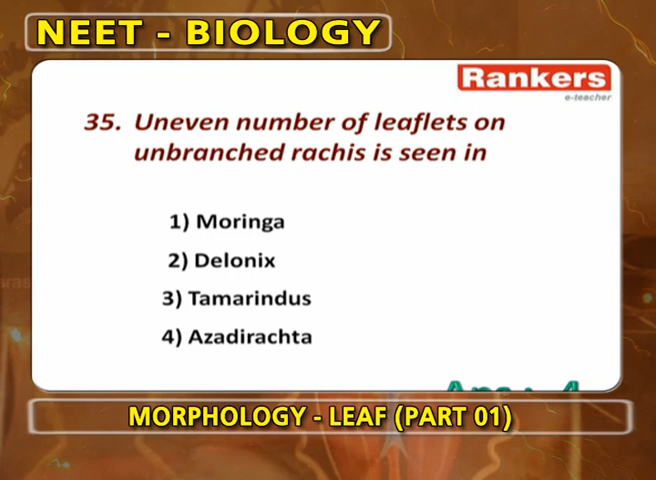 NEET - BIOLOGY
Rankers
e-teacher
35. Uneven number of leaflets on
unbranched rachis is seen in
1) Moringa
2) Delonix
3) Tamarindus
4) Azadirachta
MORPHOLOGY - LEAF (PART 01)